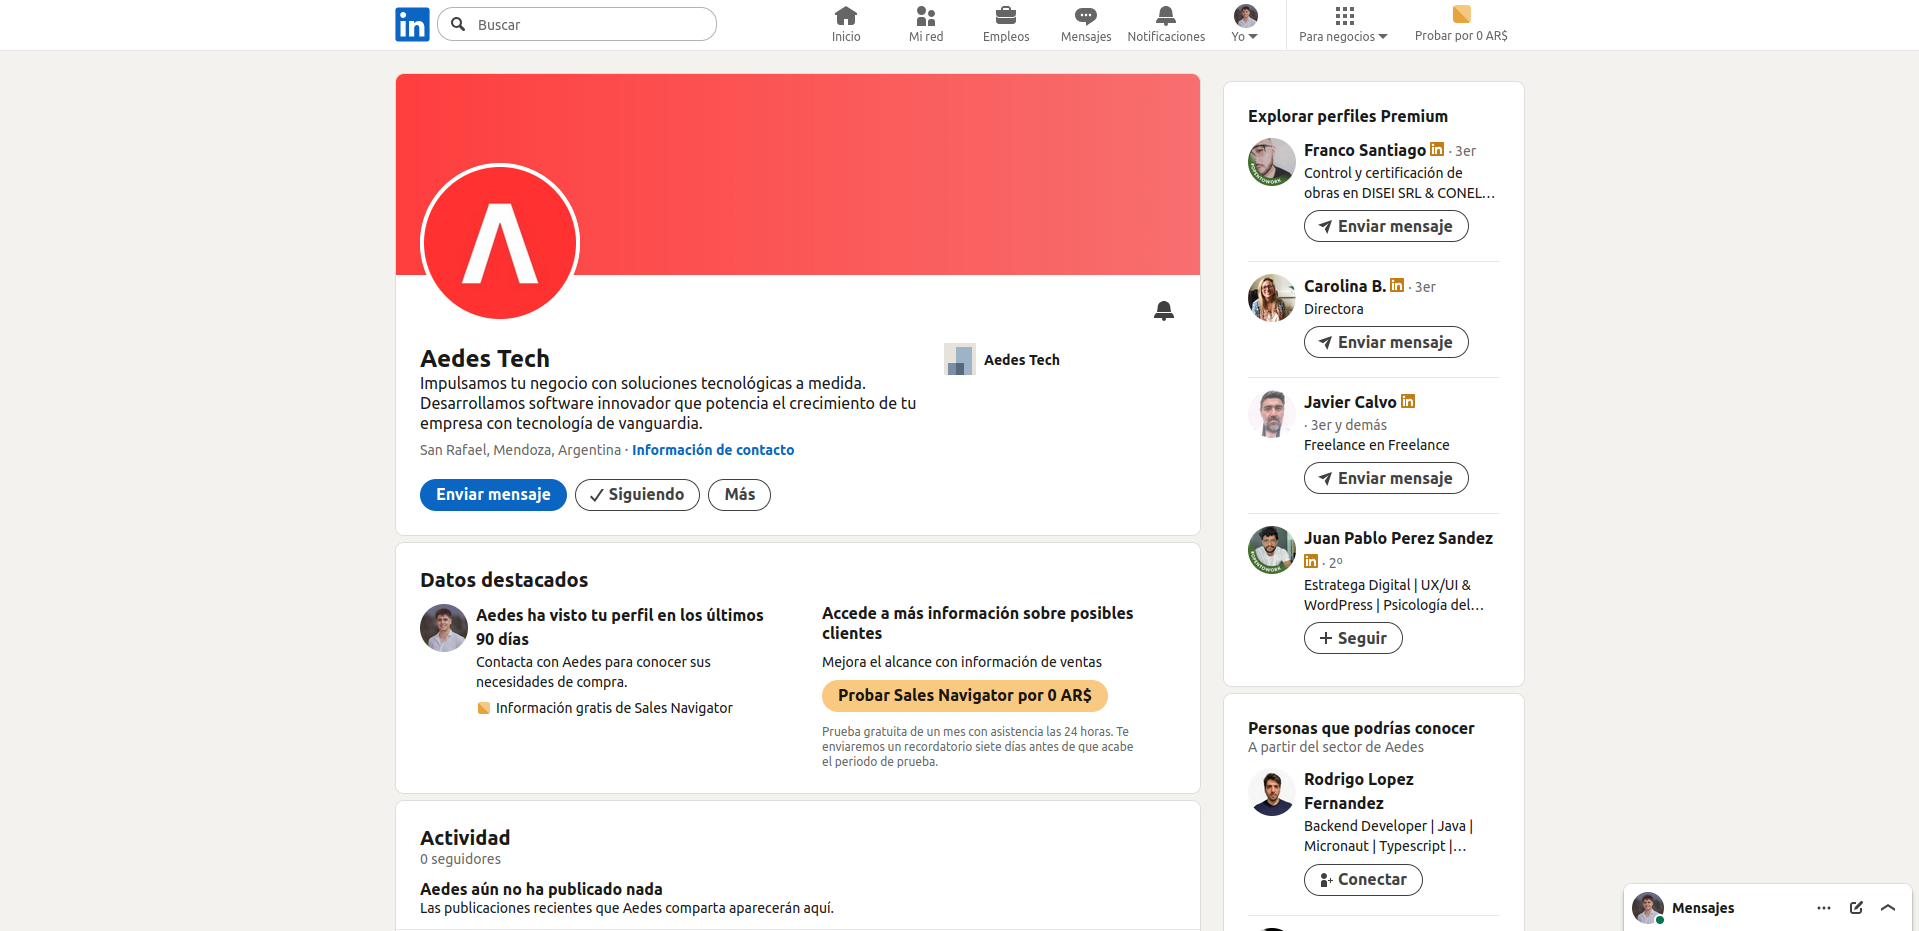 in
Buscar
Inicio
Mi red
Empleos
Mensajes
Notificaciones
Yo
Para negocios
Probar por 0 AR$
Aedes Tech
Impulsamos tu negocio con soluciones tecnológicas a medida.
Desarrollamos software innovador que potencia el crecimiento de tu
empresa con tecnología de vanguardia.
San Rafael, Mendoza, Argentina · Información de contacto
Enviar mensaje
Siguiendo
Más
Aedes Tech
Datos destacados
Aedes ha visto tu perfil en los últimos
90 días
Contacta con Aedes para conocer sus
necesidades de compra.
Información gratis de Sales Navigator
Accede a más información sobre posibles
clientes
Mejora el alcance con información de ventas
Probar Sales Navigator por 0 AR$
Prueba gratuita de un mes con asistencia las 24 horas. Te
enviaremos un recordatorio siete días antes de que acabe
el periodo de prueba.
Actividad
0 seguidores
Aedes aún no ha publicado nada
Las publicaciones recientes que Aedes comparta aparecerán aquí.
Explorar perfiles Premium
Franco Santiago in · 3er
Control y certificación de
obras en DISEI SRL & CONEL...
#OPENTOWORK
Enviar mensaje
Carolina B. in · 3er
Directora
Enviar mensaje
Javier Calvo in
· 3er y demás
Freelance en Freelance
Enviar mensaje
Juan Pablo Perez Sandez
in · 2º
#OPENTOWORK
Estratega Digital | UX/UI &
WordPress | Psicología del...
Seguir
Personas que podrías conocer
A partir del sector de Aedes
Rodrigo Lopez
Fernandez
Backend Developer | Java |
Micronaut | Typescript |...
Conectar
Mensajes